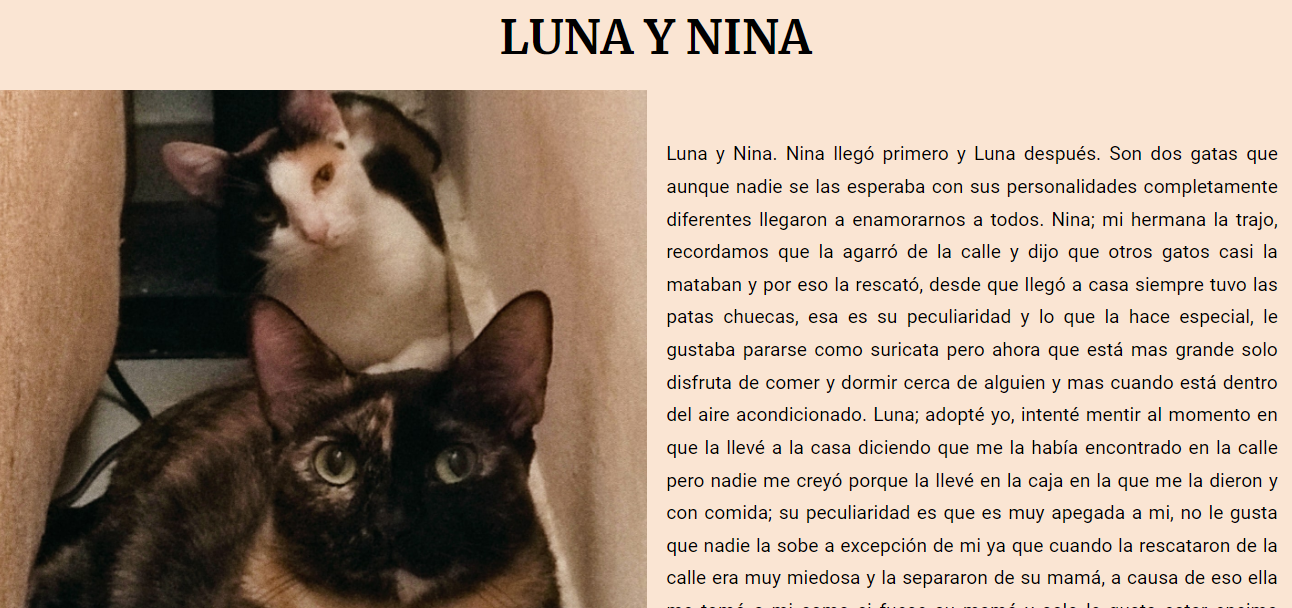 LUNA Y NINA
Luna y Nina. Nina llegó primero y Luna después. Son dos gatas que
aunque nadie se las esperaba con sus personalidades completamente
diferentes llegaron a enamorarnos a todos. Nina; mi hermana la trajo,
recordamos que la agarró de la calle y dijo que otros gatos casi la
mataban y por eso la rescató, desde que llegó a casa siempre tuvo las
patas chuecas, esa es su peculiaridad y lo que la hace especial, le
gustaba pararse como suricata pero ahora que está mas grande solo
disfruta de comer y dormir cerca de alguien y mas cuando está dentro
del aire acondicionado. Luna; adopté yo, intenté mentir al momento en
que la llevé a la casa diciendo que me la había encontrado en la calle
pero nadie me creyó porque la llevé en la caja en la que me la dieron y
con comida; su peculiaridad es que es muy apegada a mi, no le gusta
que nadie la sobe a excepción de mi ya que cuando la rescataron de la
calle era muy miedosa y la separaron de su mamá, a causa de eso ella